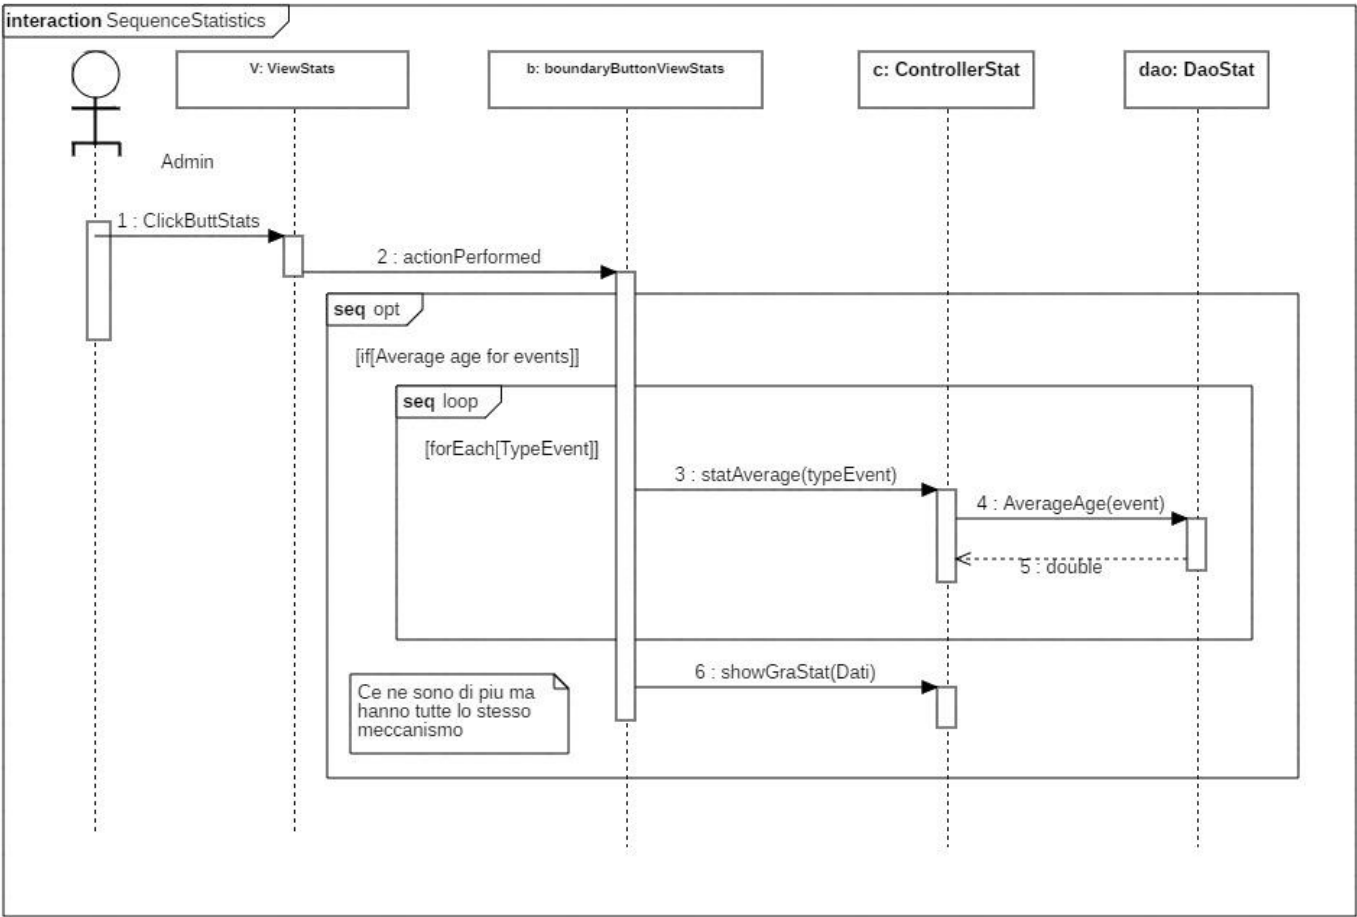 interaction SequenceStatistics
V: ViewStats
b: boundaryButtonViewStats
c: ControllerStat
dao: DaoStat
Admin
1 : ClickButtStats
2 : actionPerformed
seq opt
[if[Average age for events]]
seq loop
[forEach[TypeEvent]]
3 : statAverage(typeEvent)
4 : AverageAge(event)
5 : double
6 : showGraStat(Dati)
Ce ne sono di piu ma
hanno tutte lo stesso
meccanismo